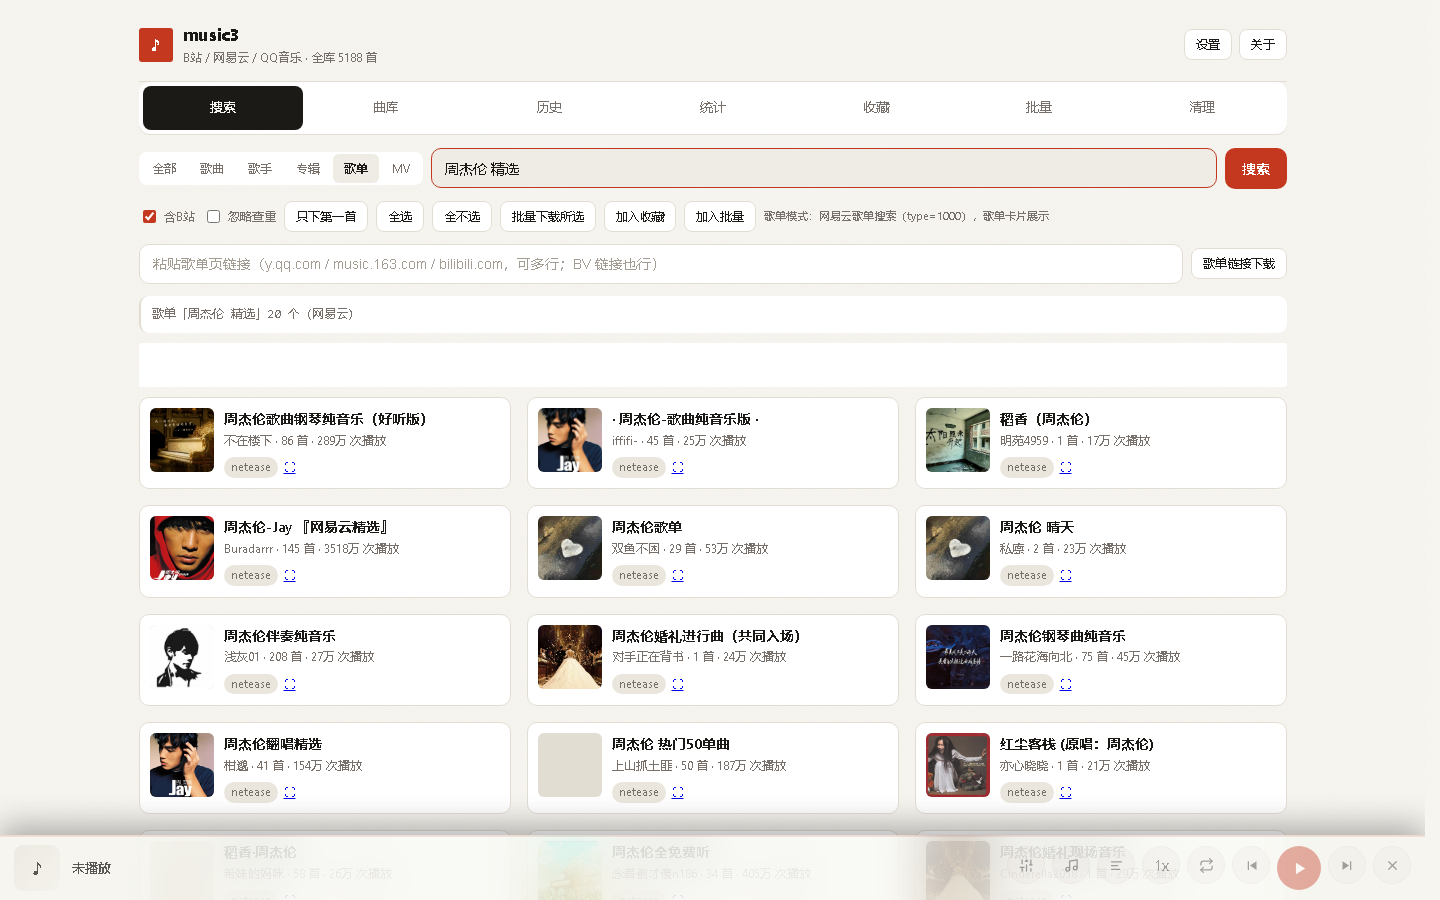 music3
B站 / 网易云 / QQ音乐 · 全库 5188 首
设置
关于
搜索
曲库
历史
统计
收藏
批量
清理
全部
歌曲
歌手
专辑
歌单
MV
周杰伦 精选
搜索
含B站
忽略查重
只下第一首
全选
全不选
批量下载所选
加入收藏
加入批量
歌单模式：网易云歌单搜索（type=1000），歌单卡片展示
粘贴歌单页链接（y.qq.com / music.163.com / bilibili.com，可多行；BV 链接也行）
歌单链接下载
歌单「周杰伦 精选」20 个（网易云）
周杰伦歌曲钢琴纯音乐（好听版）
不在楼下 · 86 首 · 289万 次播放
netease
· 周杰伦-歌曲纯音乐版 ·
iffifi- · 45 首 · 25万 次播放
Jay
netease
稻香（周杰伦）
明苑4959 · 1 首 · 17万 次播放
netease
周杰伦-Jay 『网易云精选』
Buradarrr · 145 首 · 3518万 次播放
netease
周杰伦歌单
双鱼不困 · 29 首 · 53万 次播放
netease
周杰伦 晴天
私廒 · 2 首 · 23万 次播放
netease
周杰伦伴奏纯音乐
浅灰01 · 208 首 · 27万 次播放
netease
周杰伦婚礼进行曲（共同入场）
对手正在背书 · 1 首 · 24万 次播放
netease
周杰伦钢琴曲纯音乐
一路花海向北 · 75 首 · 45万 次播放
netease
周杰伦翻唱精选
柑邈 · 41 首 · 154万 次播放
Jay
netease
周杰伦 热门50单曲
上山抓土匪 · 50 首 · 187万 次播放
netease
红尘客栈 (原唱：周杰伦)
亦心晓晓 · 1 首 · 21万 次播放
netease
稻香-周杰伦
周杰伦全免费听
周杰伦婚礼现场音乐
未播放
1x